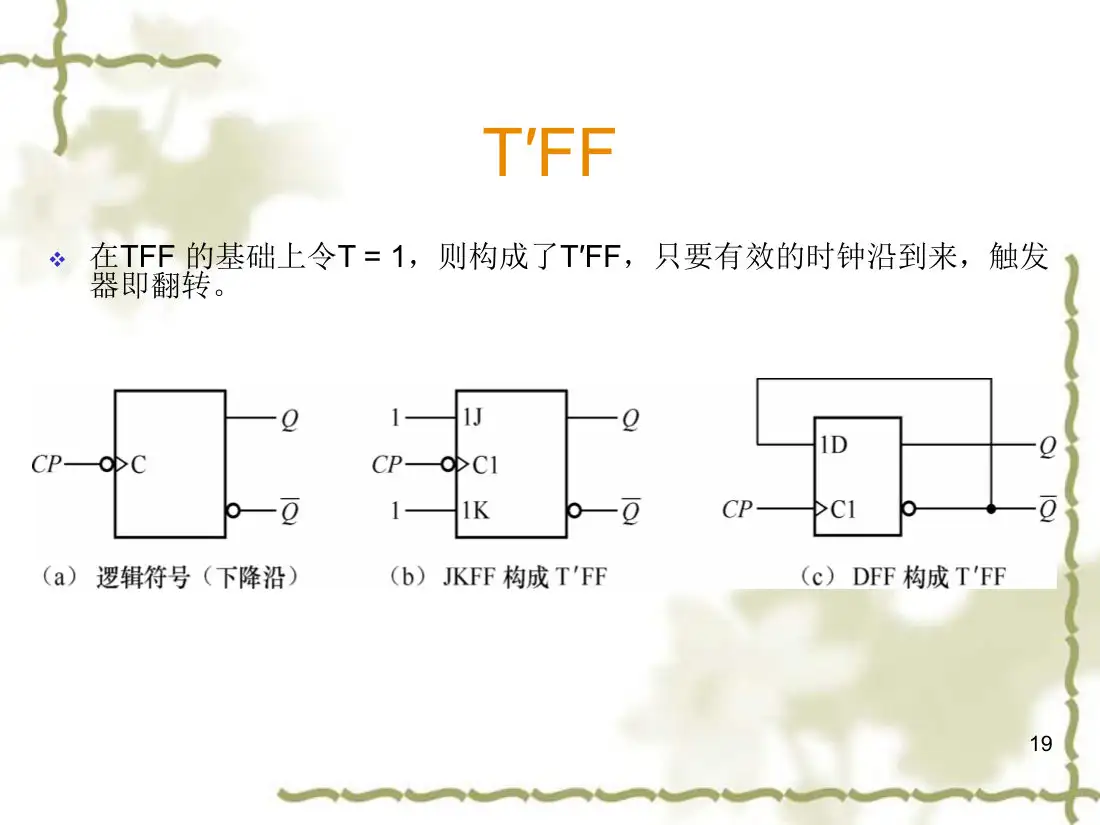 T′FF
在TFF 的基础上令T = 1，则构成了T′FF，只要有效的时钟沿到来，触发
器即翻转。
CP
C
Q
Q̅
（a） 逻辑符号（下降沿）
1
1J
CP
C1
1
1K
Q
Q̅
（b） JKFF 构成 T′FF
1D
CP
C1
Q
Q̅
（c） DFF 构成 T′FF
19